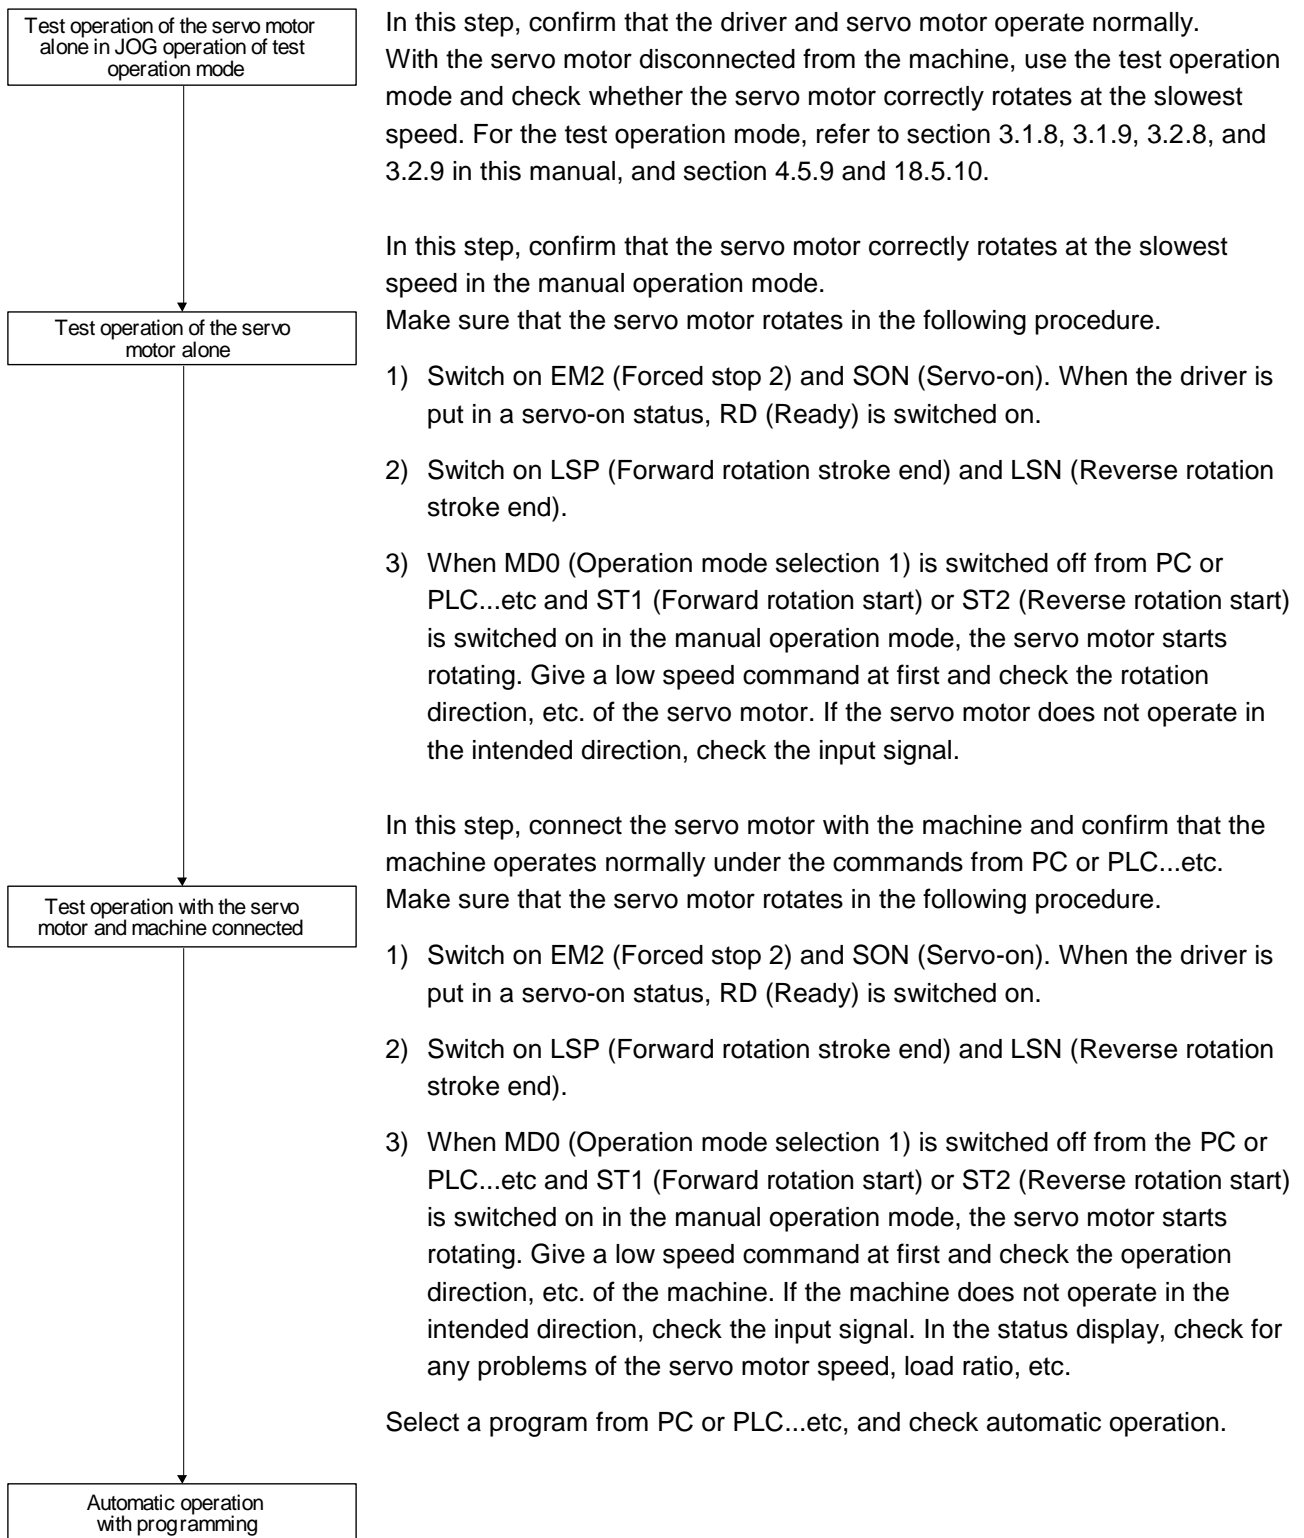 Test operation of the servo motor
alone in JOG operation of test
operation mode
In this step, confirm that the driver and servo motor operate normally.
With the servo motor disconnected from the machine, use the test operation
mode and check whether the servo motor correctly rotates at the slowest
speed. For the test operation mode, refer to section 3.1.8, 3.1.9, 3.2.8, and
3.2.9 in this manual, and section 4.5.9 and 18.5.10.
In this step, confirm that the servo motor correctly rotates at the slowest
speed in the manual operation mode.
Test operation of the servo
motor alone
Make sure that the servo motor rotates in the following procedure.
1) Switch on EM2 (Forced stop 2) and SON (Servo-on). When the driver is
put in a servo-on status, RD (Ready) is switched on.
2) Switch on LSP (Forward rotation stroke end) and LSN (Reverse rotation
stroke end).
3) When MD0 (Operation mode selection 1) is switched off from PC or
PLC...etc and ST1 (Forward rotation start) or ST2 (Reverse rotation start)
is switched on in the manual operation mode, the servo motor starts
rotating. Give a low speed command at first and check the rotation
direction, etc. of the servo motor. If the servo motor does not operate in
the intended direction, check the input signal.
In this step, connect the servo motor with the machine and confirm that the
machine operates normally under the commands from PC or PLC...etc.
Test operation with the servo
motor and machine connected
Make sure that the servo motor rotates in the following procedure.
1) Switch on EM2 (Forced stop 2) and SON (Servo-on). When the driver is
put in a servo-on status, RD (Ready) is switched on.
2) Switch on LSP (Forward rotation stroke end) and LSN (Reverse rotation
stroke end).
3) When MD0 (Operation mode selection 1) is switched off from the PC or
PLC...etc and ST1 (Forward rotation start) or ST2 (Reverse rotation start)
is switched on in the manual operation mode, the servo motor starts
rotating. Give a low speed command at first and check the operation
direction, etc. of the machine. If the machine does not operate in the
intended direction, check the input signal. In the status display, check for
any problems of the servo motor speed, load ratio, etc.
Select a program from PC or PLC...etc, and check automatic operation.
Automatic operation
with programming